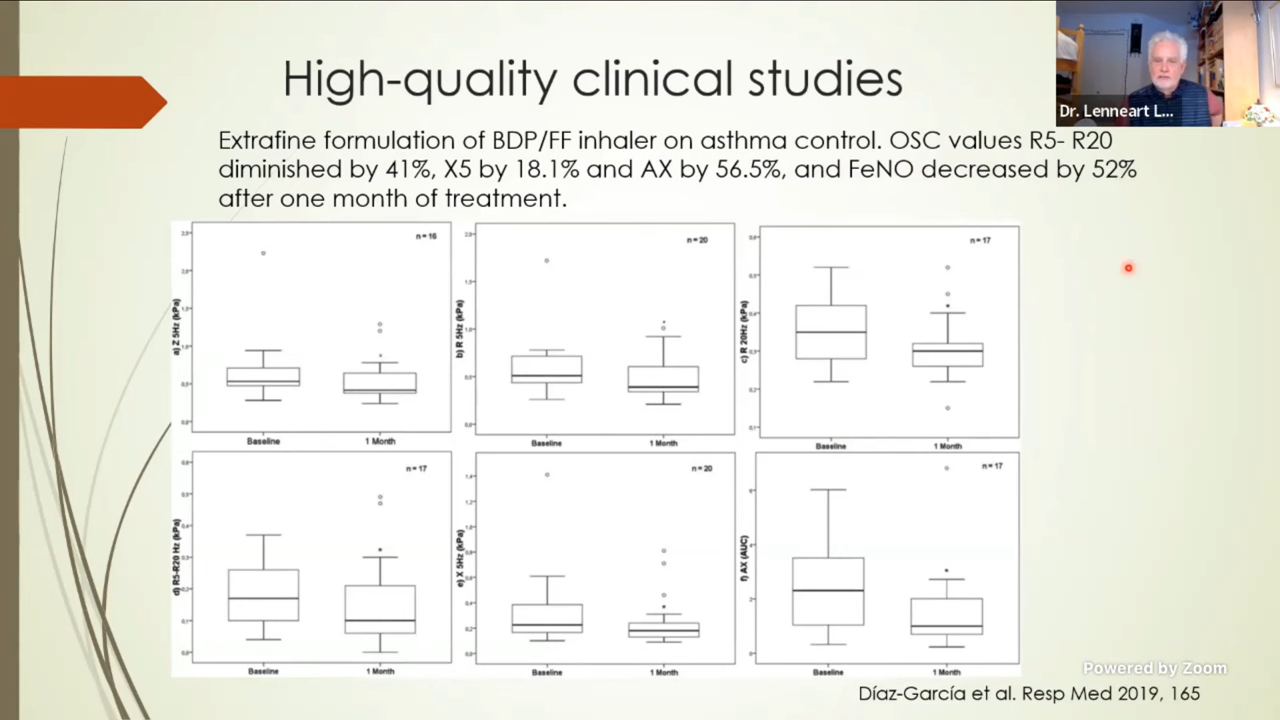 High-quality clinical studies
Dr. Lenneart L...
Extrafine formulation of BDP/FF inhaler on asthma control. OSC values R5- R20
diminished by 41%, X5 by 18.1% and AX by 56.5%, and FeNO decreased by 52%
after one month of treatment.
a) Z 5Hz (kPa)
n = 16
Baseline
1 Month
b) R 5Hz (kPa)
n = 20
Baseline
1 Month
c) R 20Hz (kPa)
n = 17
Baseline
1 Month
d) R5-R20 Hz (kPa)
n = 17
Baseline
1 Month
e) X 5Hz (kPa)
n = 20
Baseline
1 Month
f) AX (AUC)
n = 17
Baseline
1 Month
Powered by Zoom
Díaz-García et al. Resp Med 2019, 165